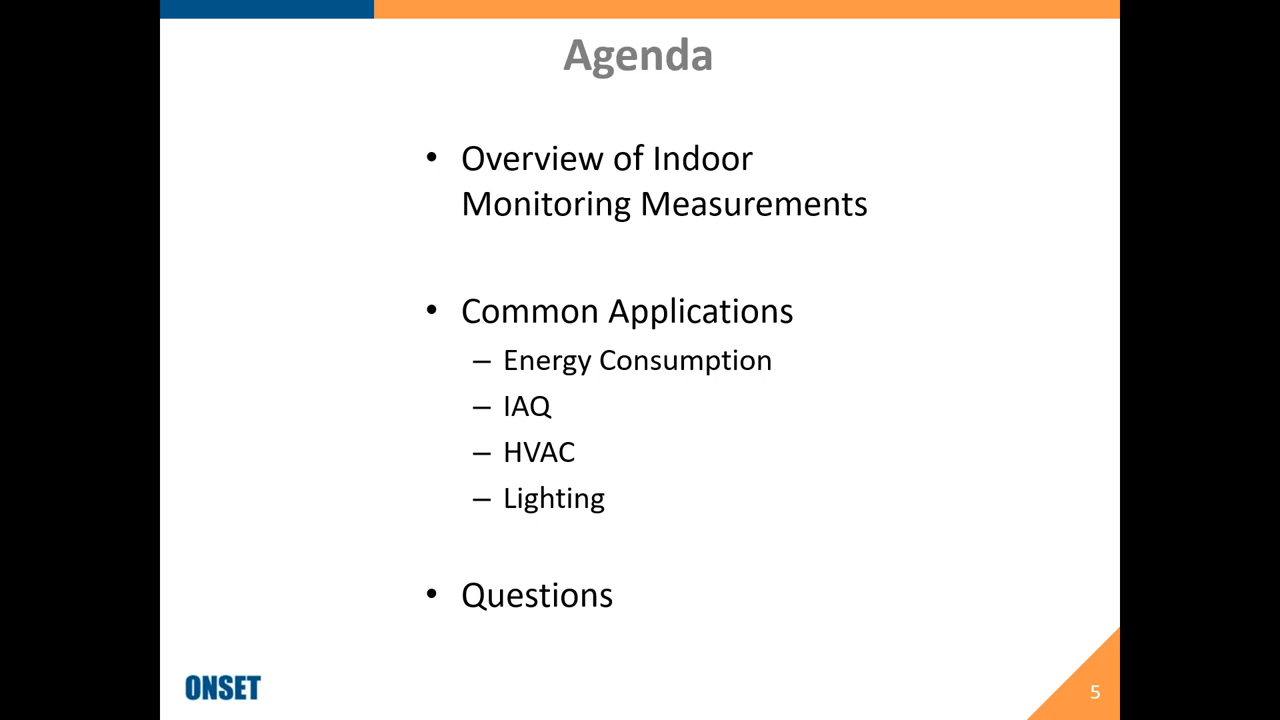 Agenda
• Overview of Indoor
Monitoring Measurements
• Common Applications
– Energy Consumption
– IAQ
– HVAC
– Lighting
• Questions
ONSET
5